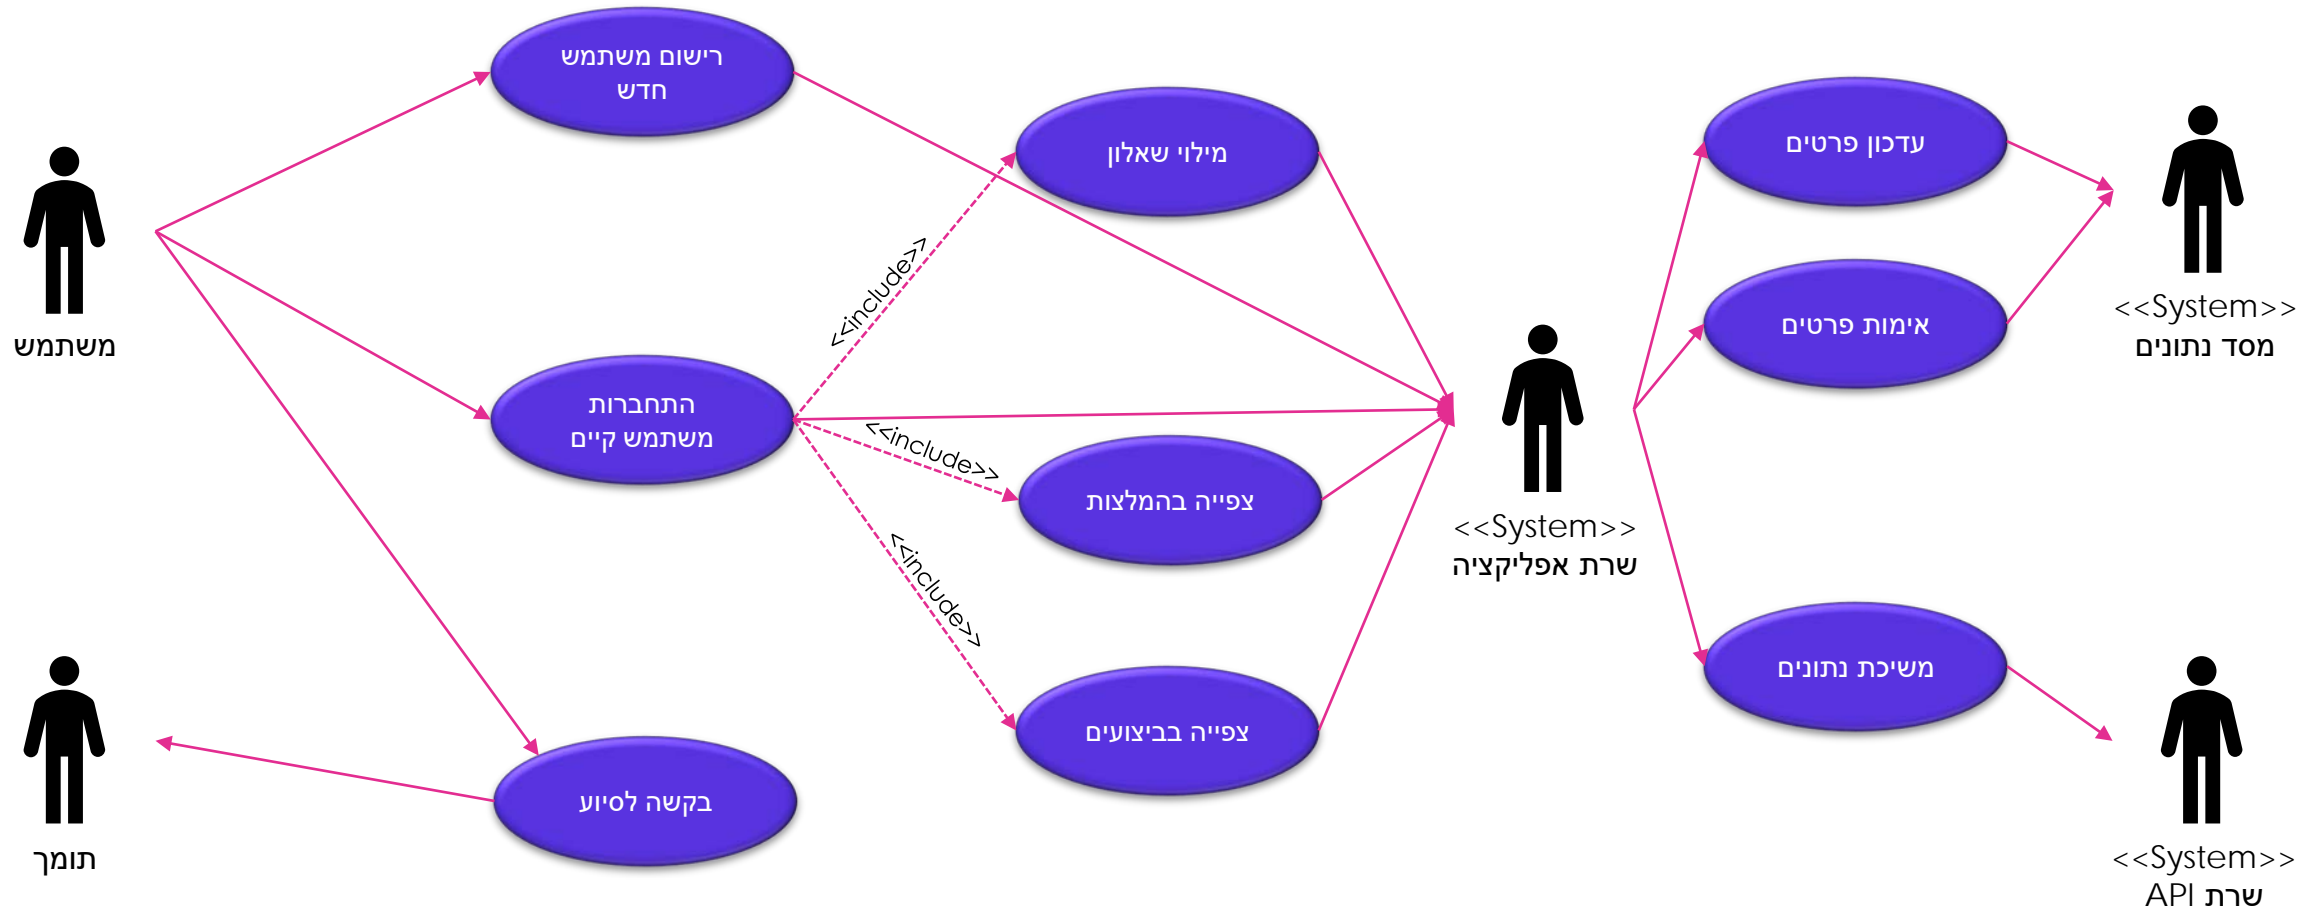 רישום משתמש
חדש
מילוי שאלון
עדכון פרטים
<<include>>
אימות פרטים
<<System>>
מסד נתונים
משתמש
התחברות
משתמש קיים
<<include>>
צפייה בהמלצות
<<System>>
שרת אפליקציה
<<include>>
משיכת נתונים
צפייה בביצועים
בקשה לסיוע
תומך
<<System>>
שרת API